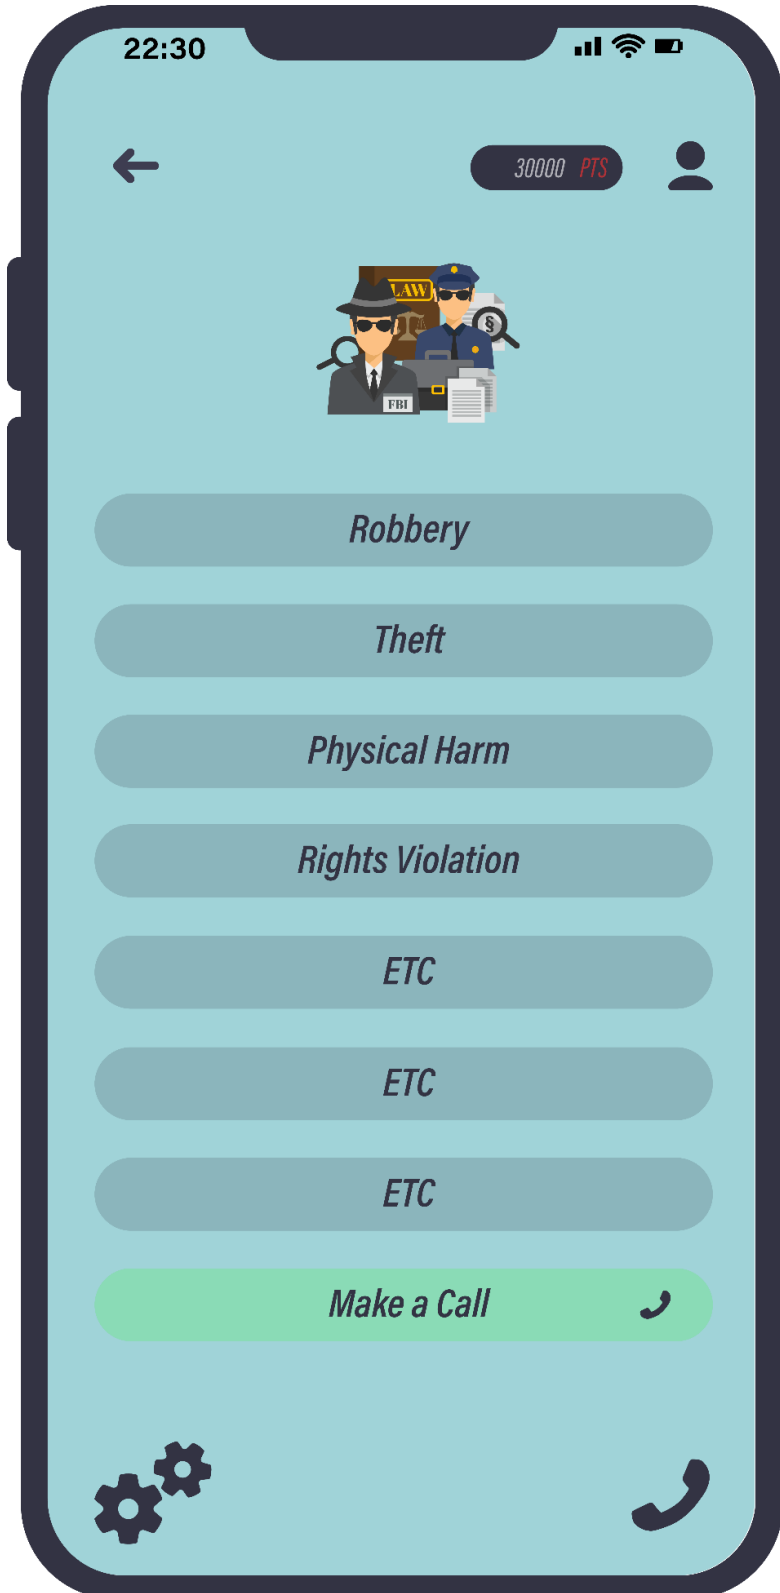 22:30
30000 PTS
LAW
§
FBI
Robbery
Theft
Physical Harm
Rights Violation
ETC
ETC
ETC
Make a Call